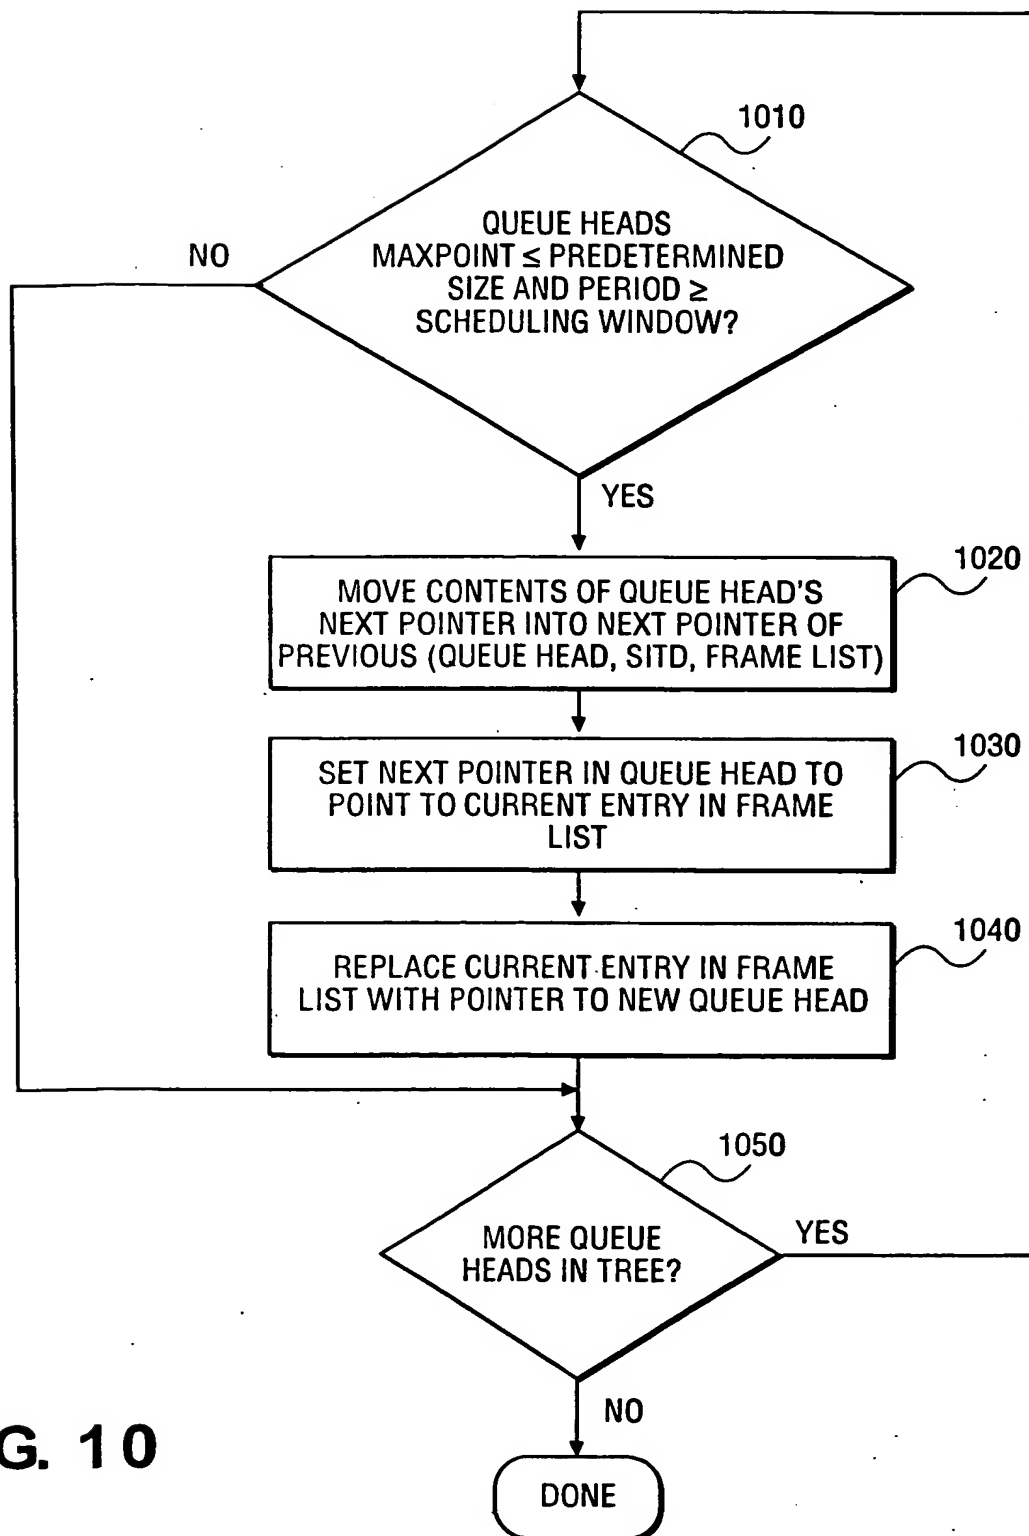 1010
QUEUE HEADS
MAXPOINT ≤ PREDETERMINED
SIZE AND PERIOD ≥
SCHEDULING WINDOW?
NO
YES
1020
MOVE CONTENTS OF QUEUE HEAD'S
NEXT POINTER INTO NEXT POINTER OF
PREVIOUS (QUEUE HEAD, SITD, FRAME LIST)
1030
SET NEXT POINTER IN QUEUE HEAD TO
POINT TO CURRENT ENTRY IN FRAME
LIST
1040
REPLACE CURRENT ENTRY IN FRAME
LIST WITH POINTER TO NEW QUEUE HEAD
1050
MORE QUEUE
HEADS IN TREE?
YES
NO
G. 10
DONE